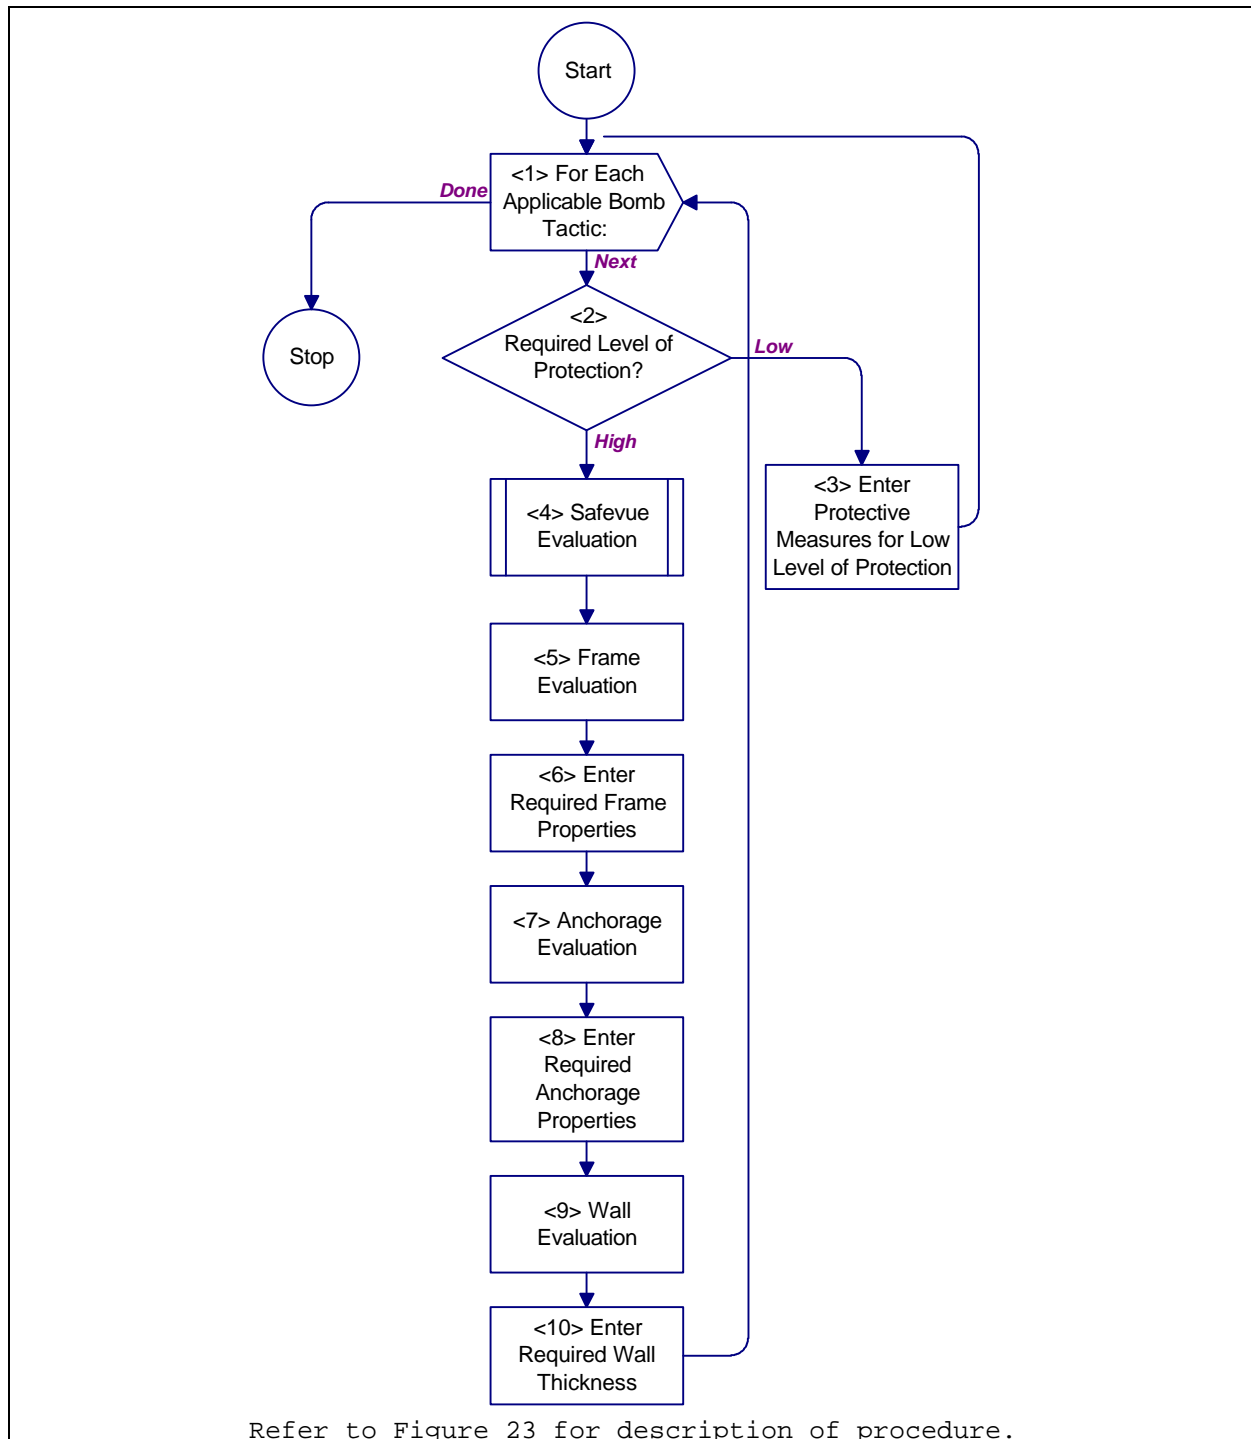 Start
<1> For Each
Applicable Bomb
Tactic:
Done
Next
Stop
<2>
Required Level of
Protection?
Low
High
<3> Enter
Protective
Measures for Low
Level of Protection
<4> Safevue
Evaluation
<5> Frame
Evaluation
<6> Enter
Required Frame
Properties
<7> Anchorage
Evaluation
<8> Enter
Required
Anchorage
Properties
<9> Wall
Evaluation
<10> Enter
Required Wall
Thickness
Refer to Figure 23 for description of procedure.